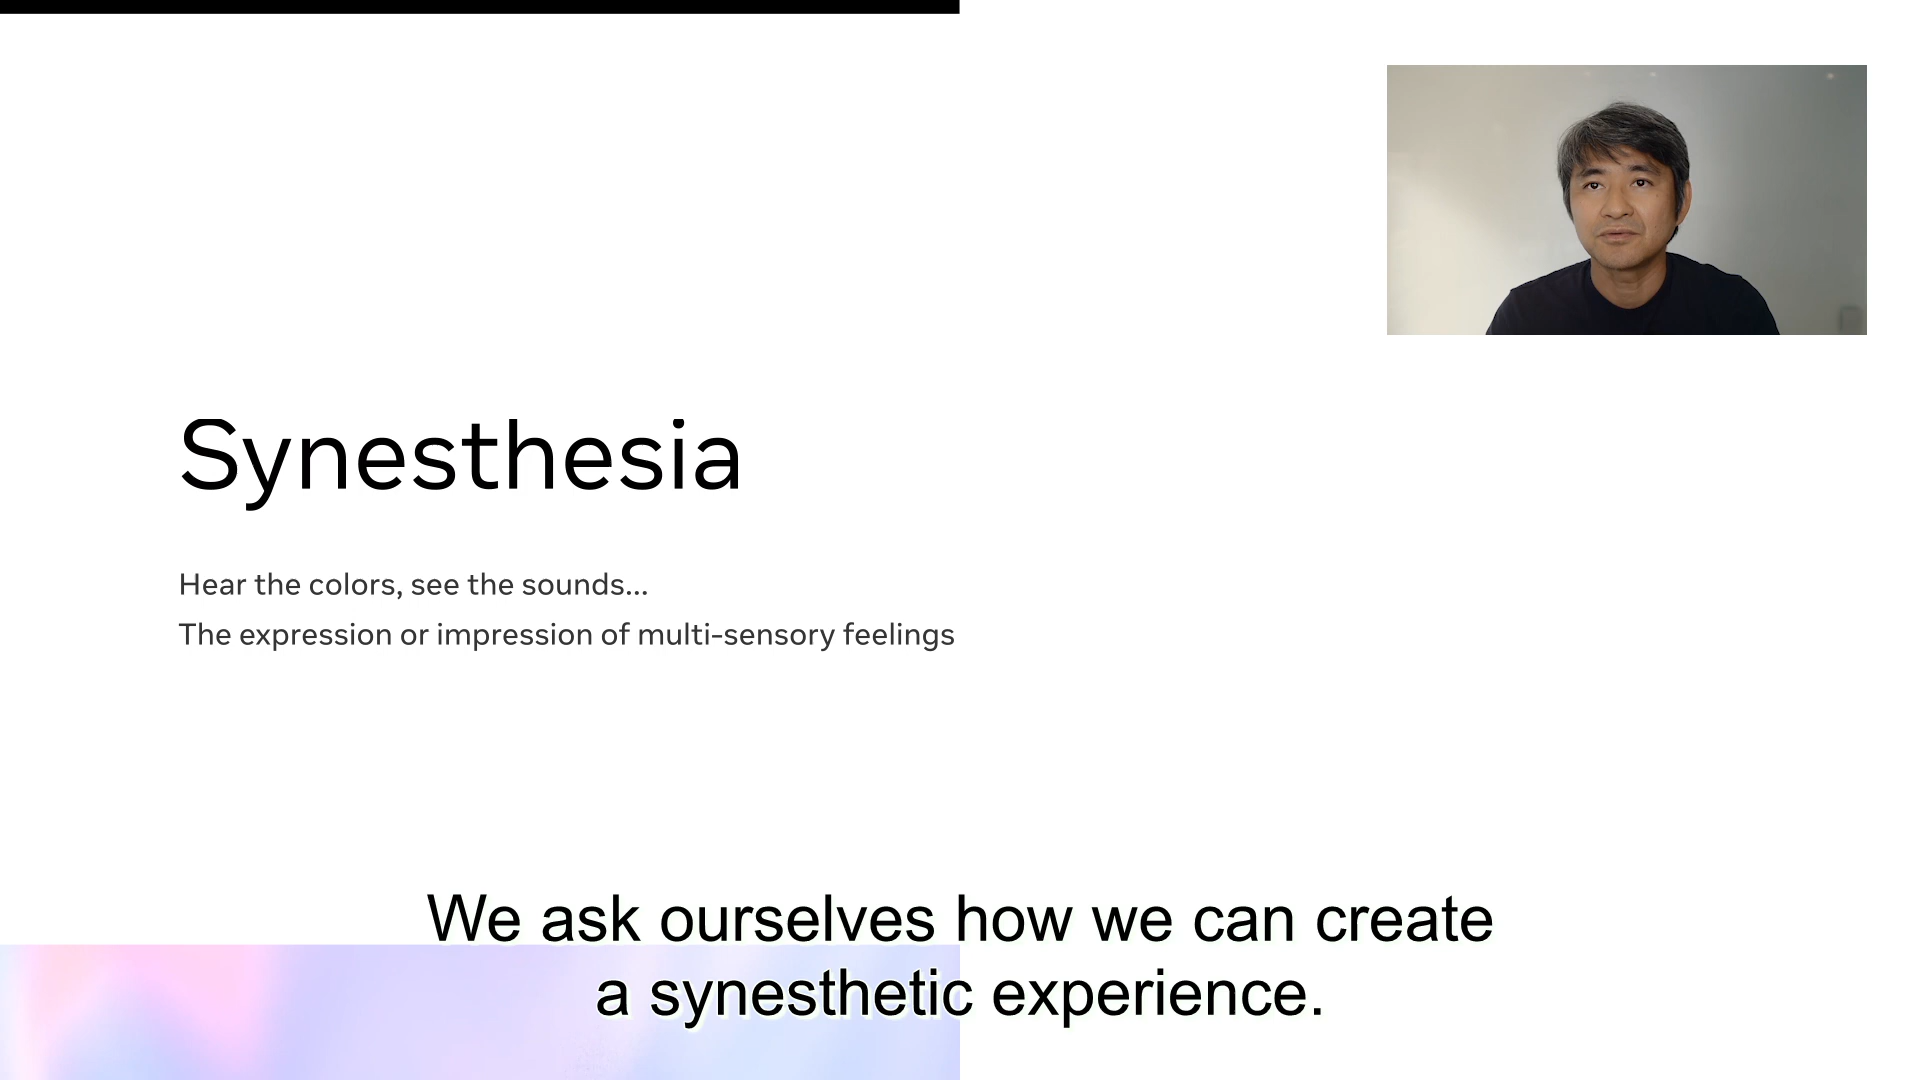 Synesthesia
Hear the colors, see the sounds...
The expression or impression of multi-sensory feelings
We ask ourselves how we can create
a synesthetic experience.